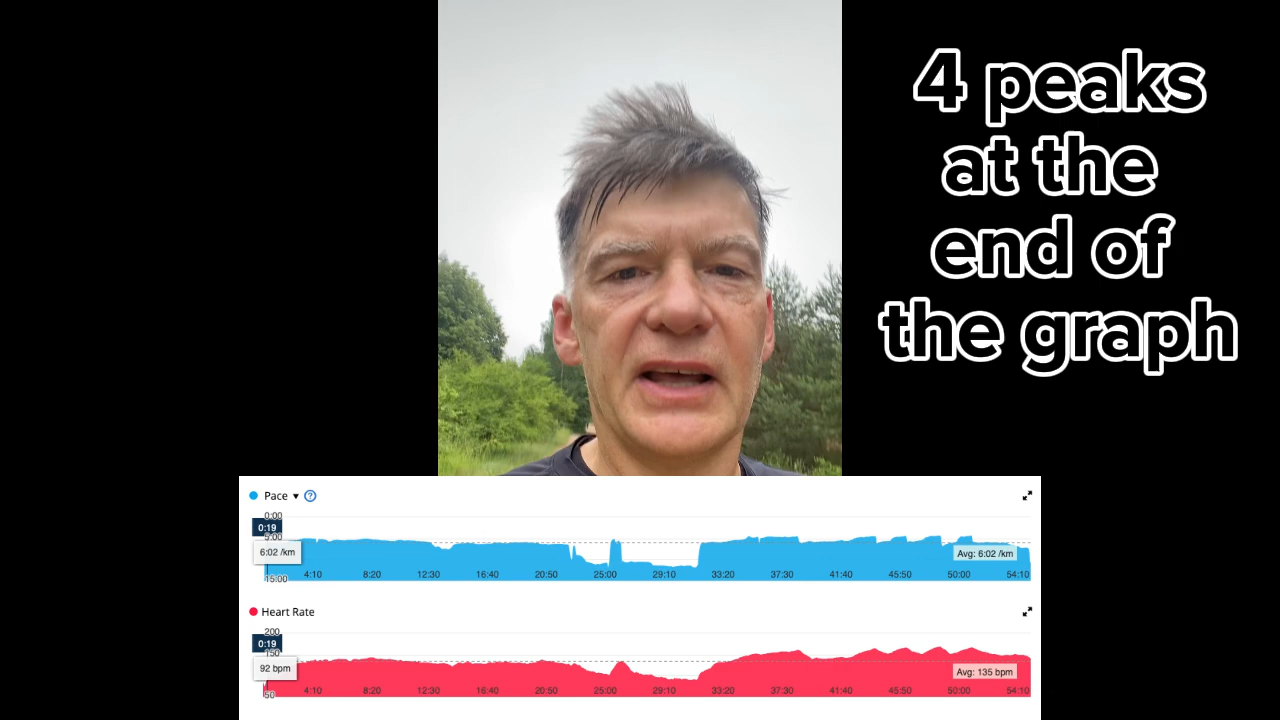 4 peaks
at the
end of
the graph
Pace ▼ ?
0:00
0:19
5:00
6:02 /km
Avg: 6:02 /km
15:00
4:10 8:20 12:30 16:40 20:50 25:00 29:10 33:20 37:30 41:40 45:50 50:00 54:10
Heart Rate
200
0:19
150
92 bpm
Avg: 135 bpm
50
4:10 8:20 12:30 16:40 20:50 25:00 29:10 33:20 37:30 41:40 45:50 50:00 54:10